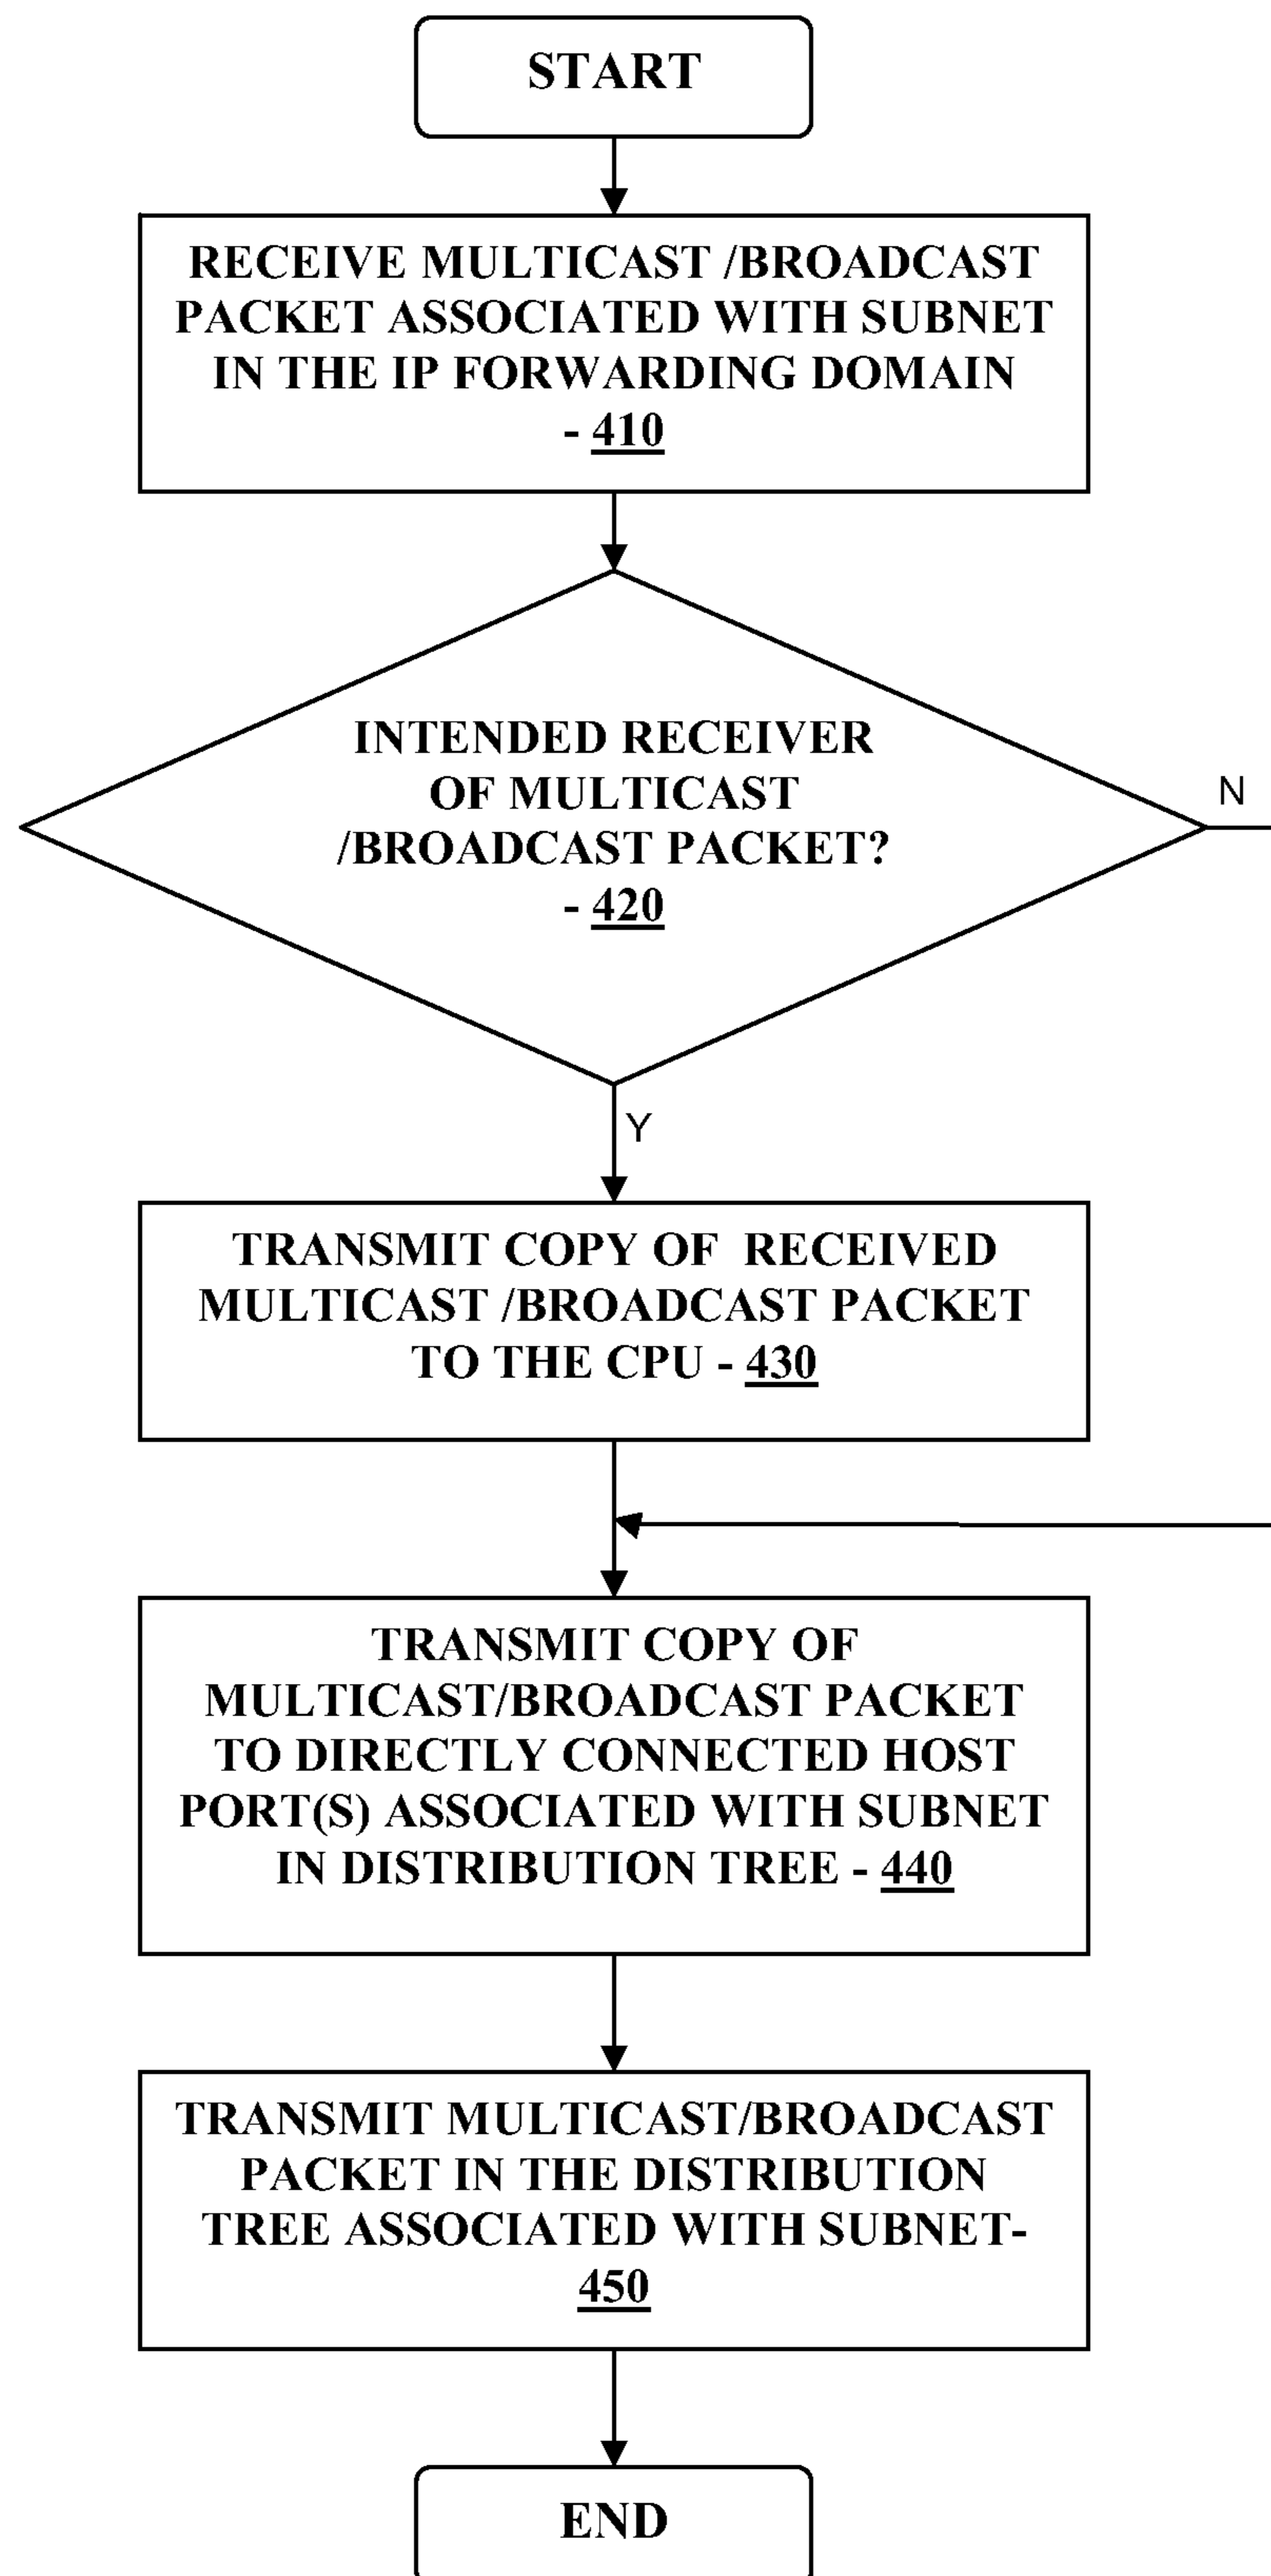 START
RECEIVE MULTICAST /BROADCAST
PACKET ASSOCIATED WITH SUBNET
IN THE IP FORWARDING DOMAIN
- 410
INTENDED RECEIVER
OF MULTICAST
/BROADCAST PACKET?
- 420
N
Y
TRANSMIT COPY OF RECEIVED
MULTICAST /BROADCAST PACKET
TO THE CPU - 430
TRANSMIT COPY OF
MULTICAST/BROADCAST PACKET
TO DIRECTLY CONNECTED HOST
PORT(S) ASSOCIATED WITH SUBNET
IN DISTRIBUTION TREE - 440
TRANSMIT MULTICAST/BROADCAST
PACKET IN THE DISTRIBUTION
TREE ASSOCIATED WITH SUBNET-
450
END